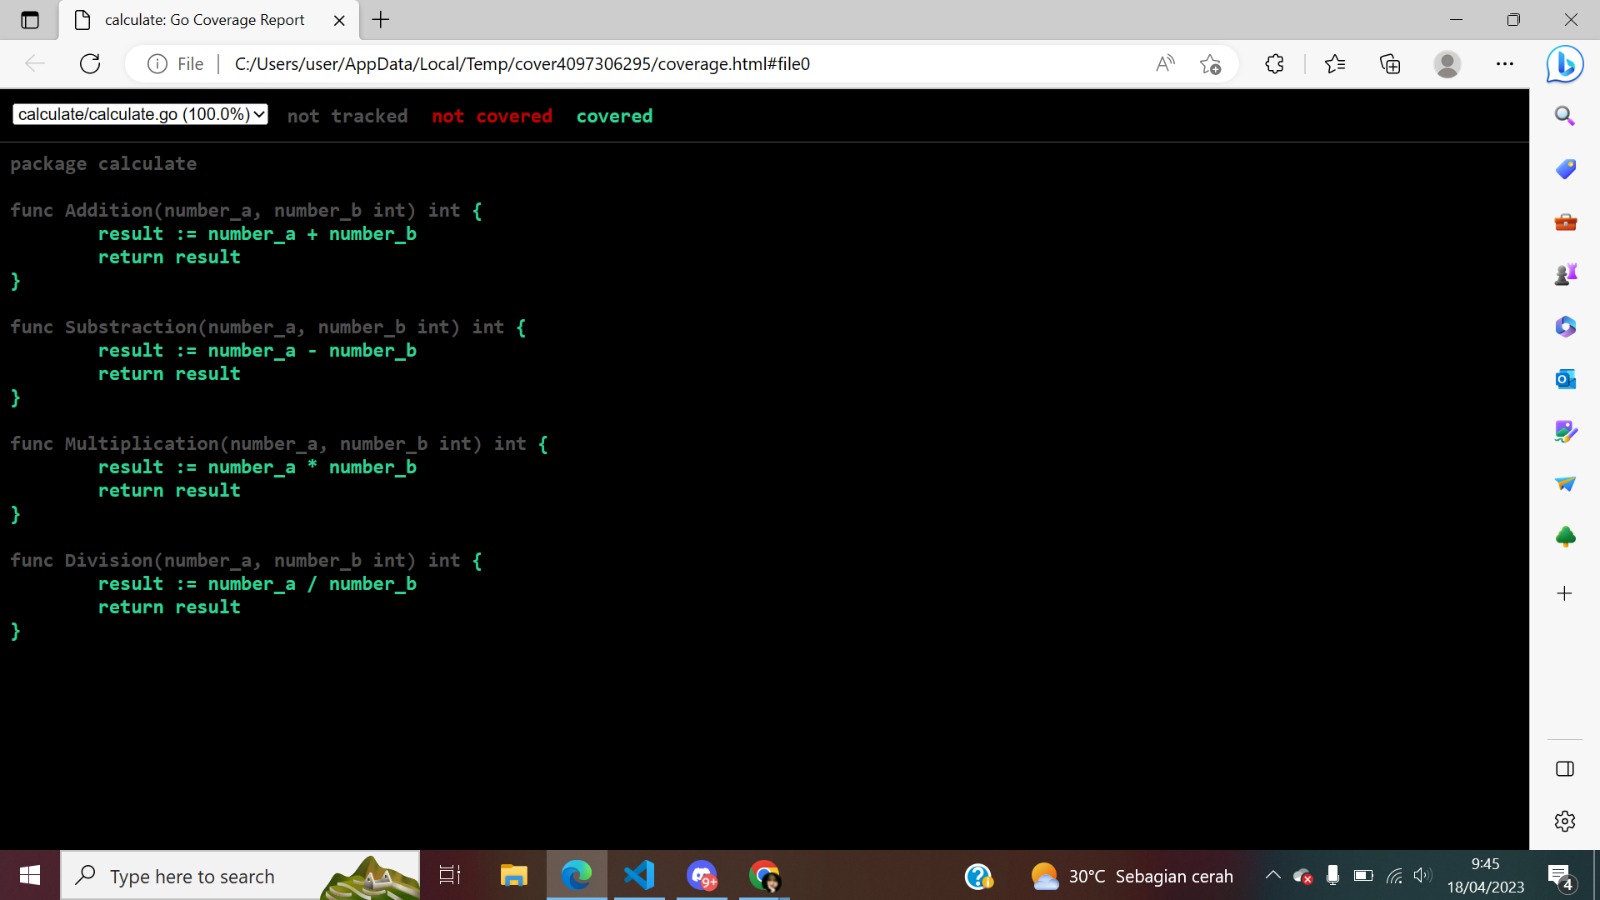 calculate: Go Coverage Report
File
C:/Users/user/AppData/Local/Temp/cover4097306295/coverage.html#file0
calculate/calculate.go (100.0%) not tracked not covered covered
package calculate
func Addition(number_a, number_b int) int {
result := number_a + number_b
return result
}
func Substraction(number_a, number_b int) int {
result := number_a - number_b
return result
}
func Multiplication(number_a, number_b int) int {
result := number_a * number_b
return result
}
func Division(number_a, number_b int) int {
result := number_a / number_b
return result
}
Type here to search
9+
30°C Sebagian cerah
9:45
18/04/2023
4